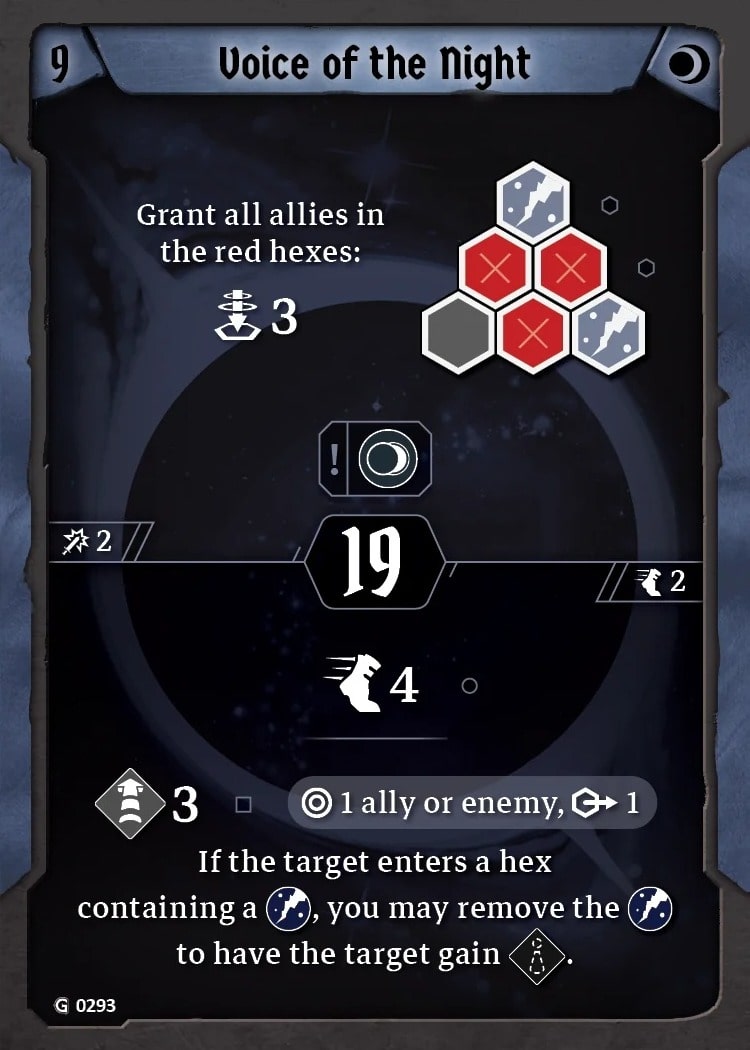 9
Voice of the Night
Grant all allies in
the red hexes:
3
!
19
2
2
4
3
1 ally or enemy, 1
If the target enters a hex
containing a , you may remove the
to have the target gain .
G 0293